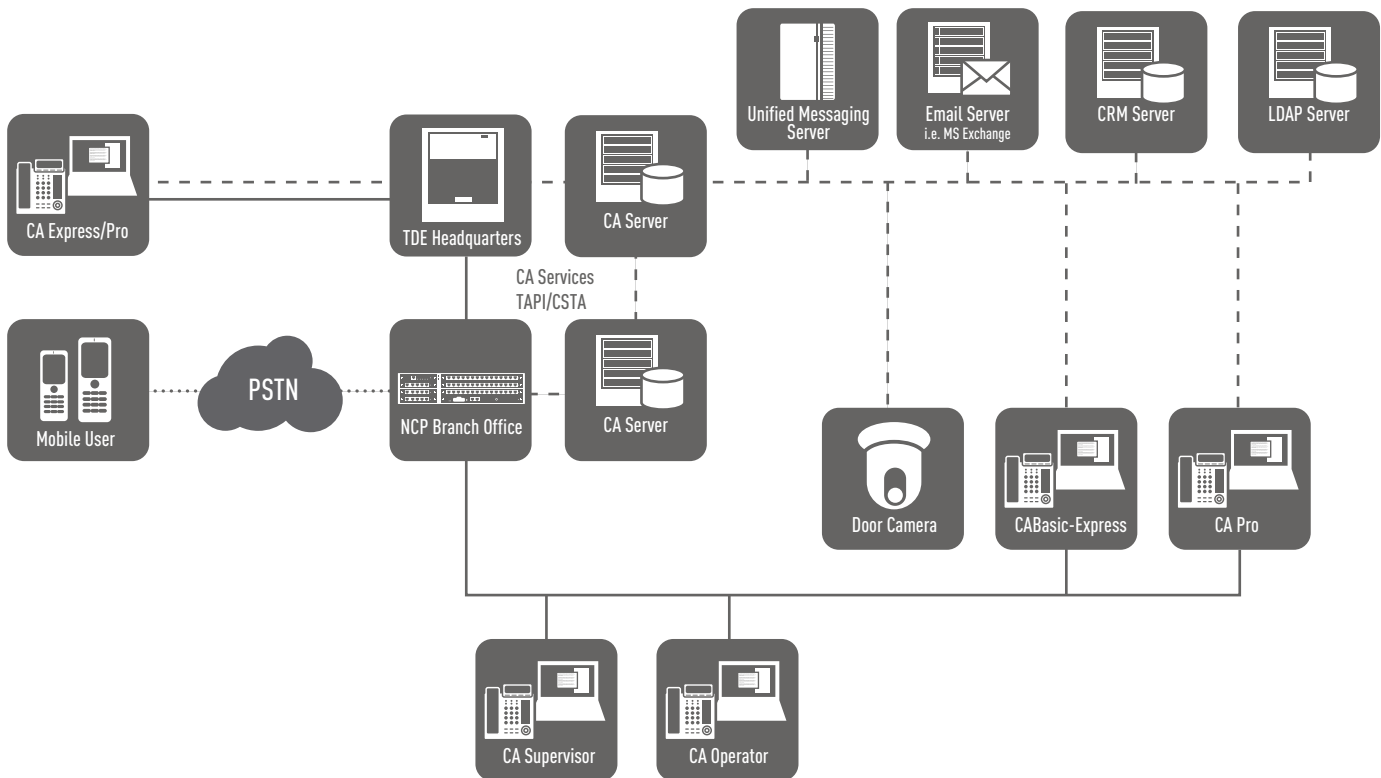 Unified Messaging
Server
Email Server
i.e. MS Exchange
CRM Server
LDAP Server
CA Express/Pro
TDE Headquarters
CA Server
CA Services
TAPI/CSTA
Mobile User
PSTN
NCP Branch Office
CA Server
Door Camera
CABasic-Express
CA Pro
CA Supervisor
CA Operator